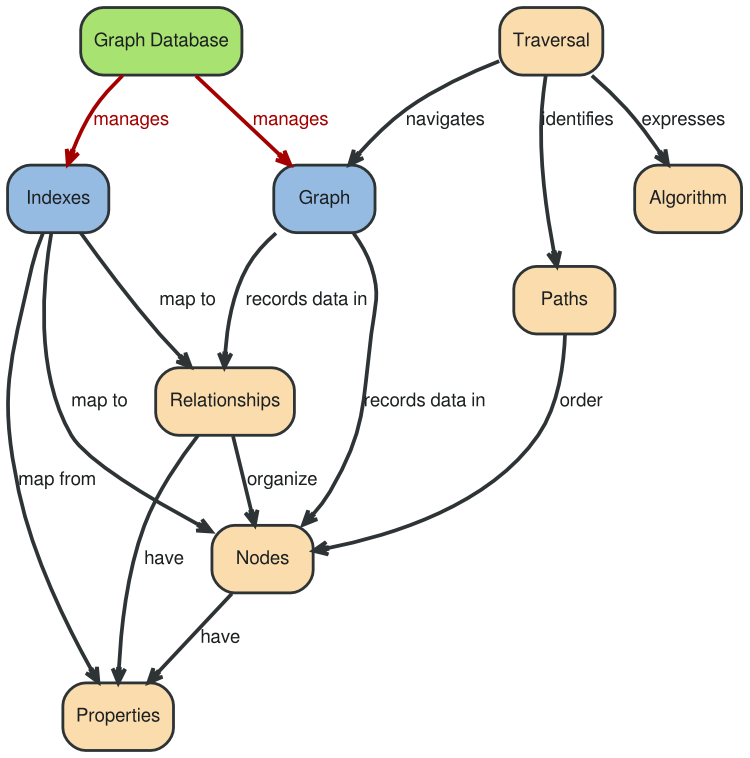 Graph Database
Traversal
manages
manages
navigates
identifies
expresses
Indexes
Graph
Algorithm
map to
records data in
Paths
Relationships
map to
records data in
order
map from
organize
have
Nodes
have
Properties